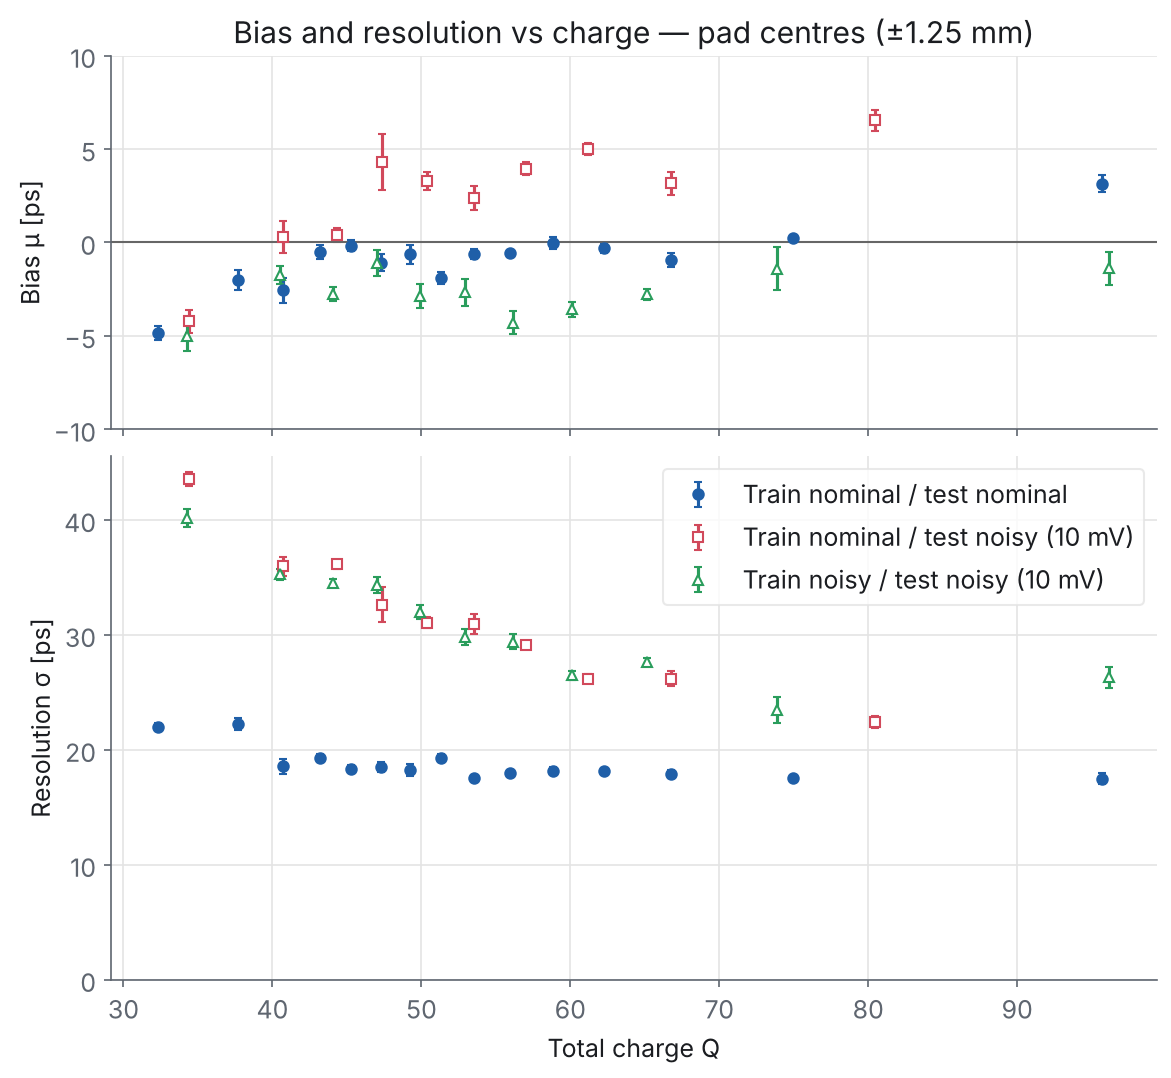 Bias and resolution vs charge — pad centres (±1.25 mm)
10
5
0
−5
−10
Bias μ [ps]
Train nominal / test nominal
Train nominal / test noisy (10 mV)
Train noisy / test noisy (10 mV)
40
30
20
10
0
Resolution σ [ps]
30 40 50 60 70 80 90
Total charge Q